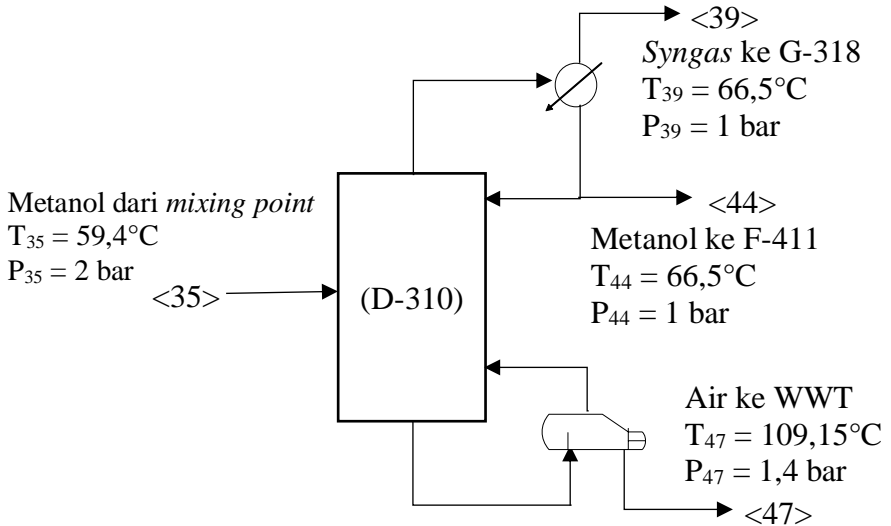 <39>
Syngas ke G-318
T₃₉ = 66,5°C
P₃₉ = 1 bar
Metanol dari mixing point
T₃₅ = 59,4°C
P₃₅ = 2 bar
<35>
(D-310)
<44>
Metanol ke F-411
T₄₄ = 66,5°C
P₄₄ = 1 bar
Air ke WWT
T₄₇ = 109,15°C
P₄₇ = 1,4 bar
<47>